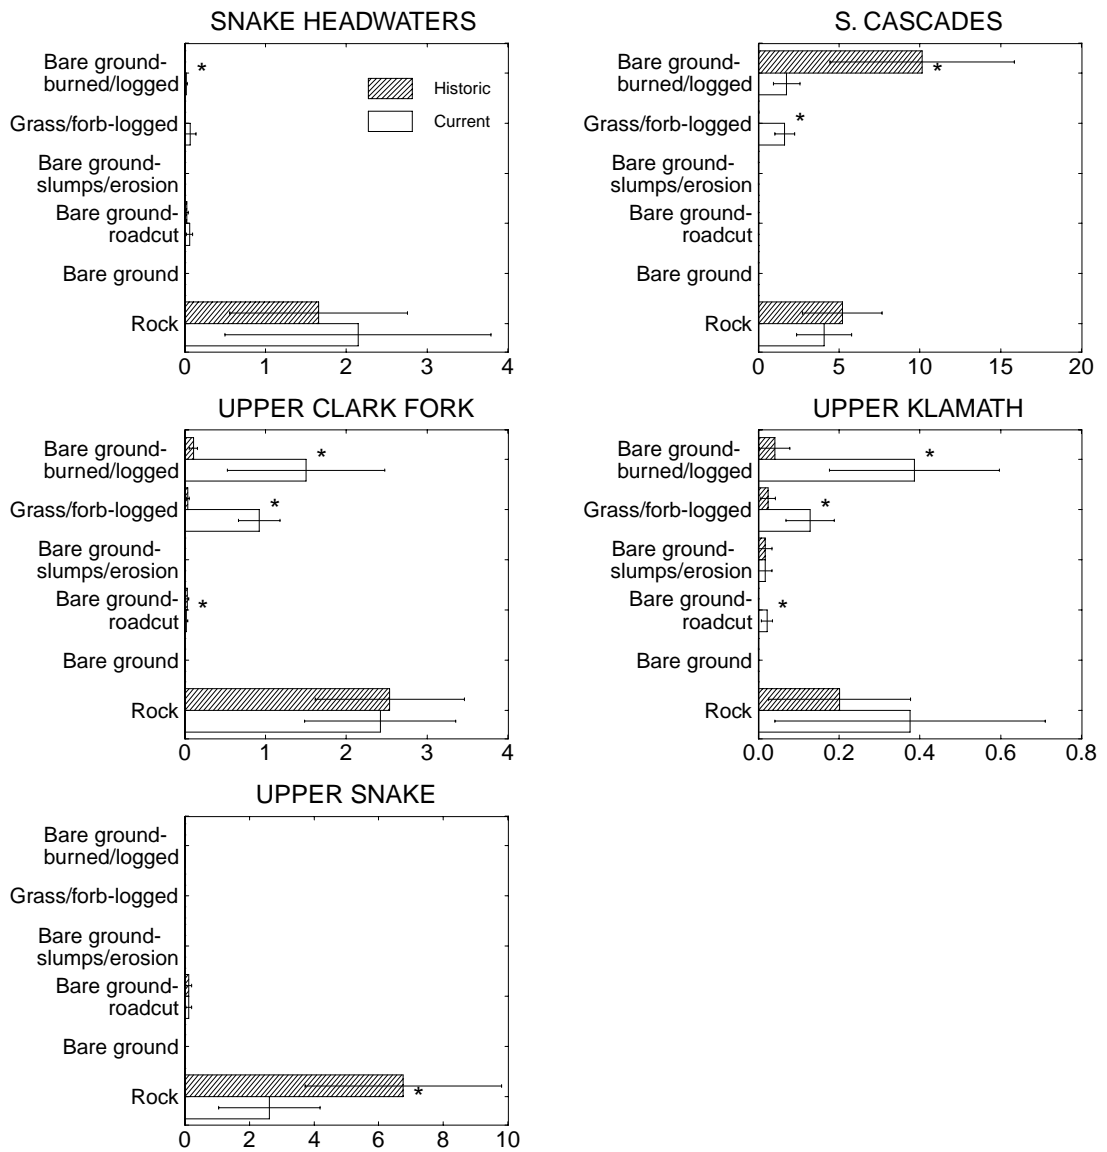 SNAKE HEADWATERS
Bare ground-
burned/logged
*
Grass/forb-logged
Bare ground-
slumps/erosion
Bare ground-
roadcut
Bare ground
Rock
Historic
Current
0 1 2 3 4
S. CASCADES
Bare ground-
burned/logged
*
Grass/forb-logged
*
Bare ground-
slumps/erosion
Bare ground-
roadcut
Bare ground
Rock
0 5 10 15 20
UPPER CLARK FORK
Bare ground-
burned/logged
*
Grass/forb-logged
*
Bare ground-
slumps/erosion
Bare ground-
roadcut
*
Bare ground
Rock
0 1 2 3 4
UPPER KLAMATH
Bare ground-
burned/logged
*
Grass/forb-logged
*
Bare ground-
slumps/erosion
Bare ground-
roadcut
*
Bare ground
Rock
0.0 0.2 0.4 0.6 0.8
UPPER SNAKE
Bare ground-
burned/logged
Grass/forb-logged
Bare ground-
slumps/erosion
Bare ground-
roadcut
Bare ground
Rock
*
0 2 4 6 8 10